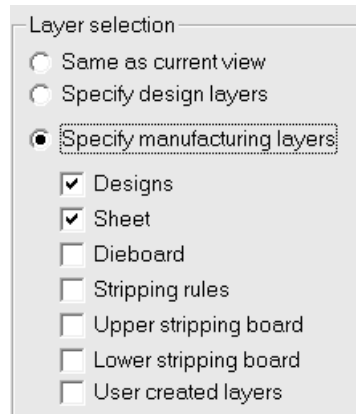 Layer selection
Same as current view
Specify design layers
Specify manufacturing layers
Designs
Sheet
Dieboard
Stripping rules
Upper stripping board
Lower stripping board
User created layers